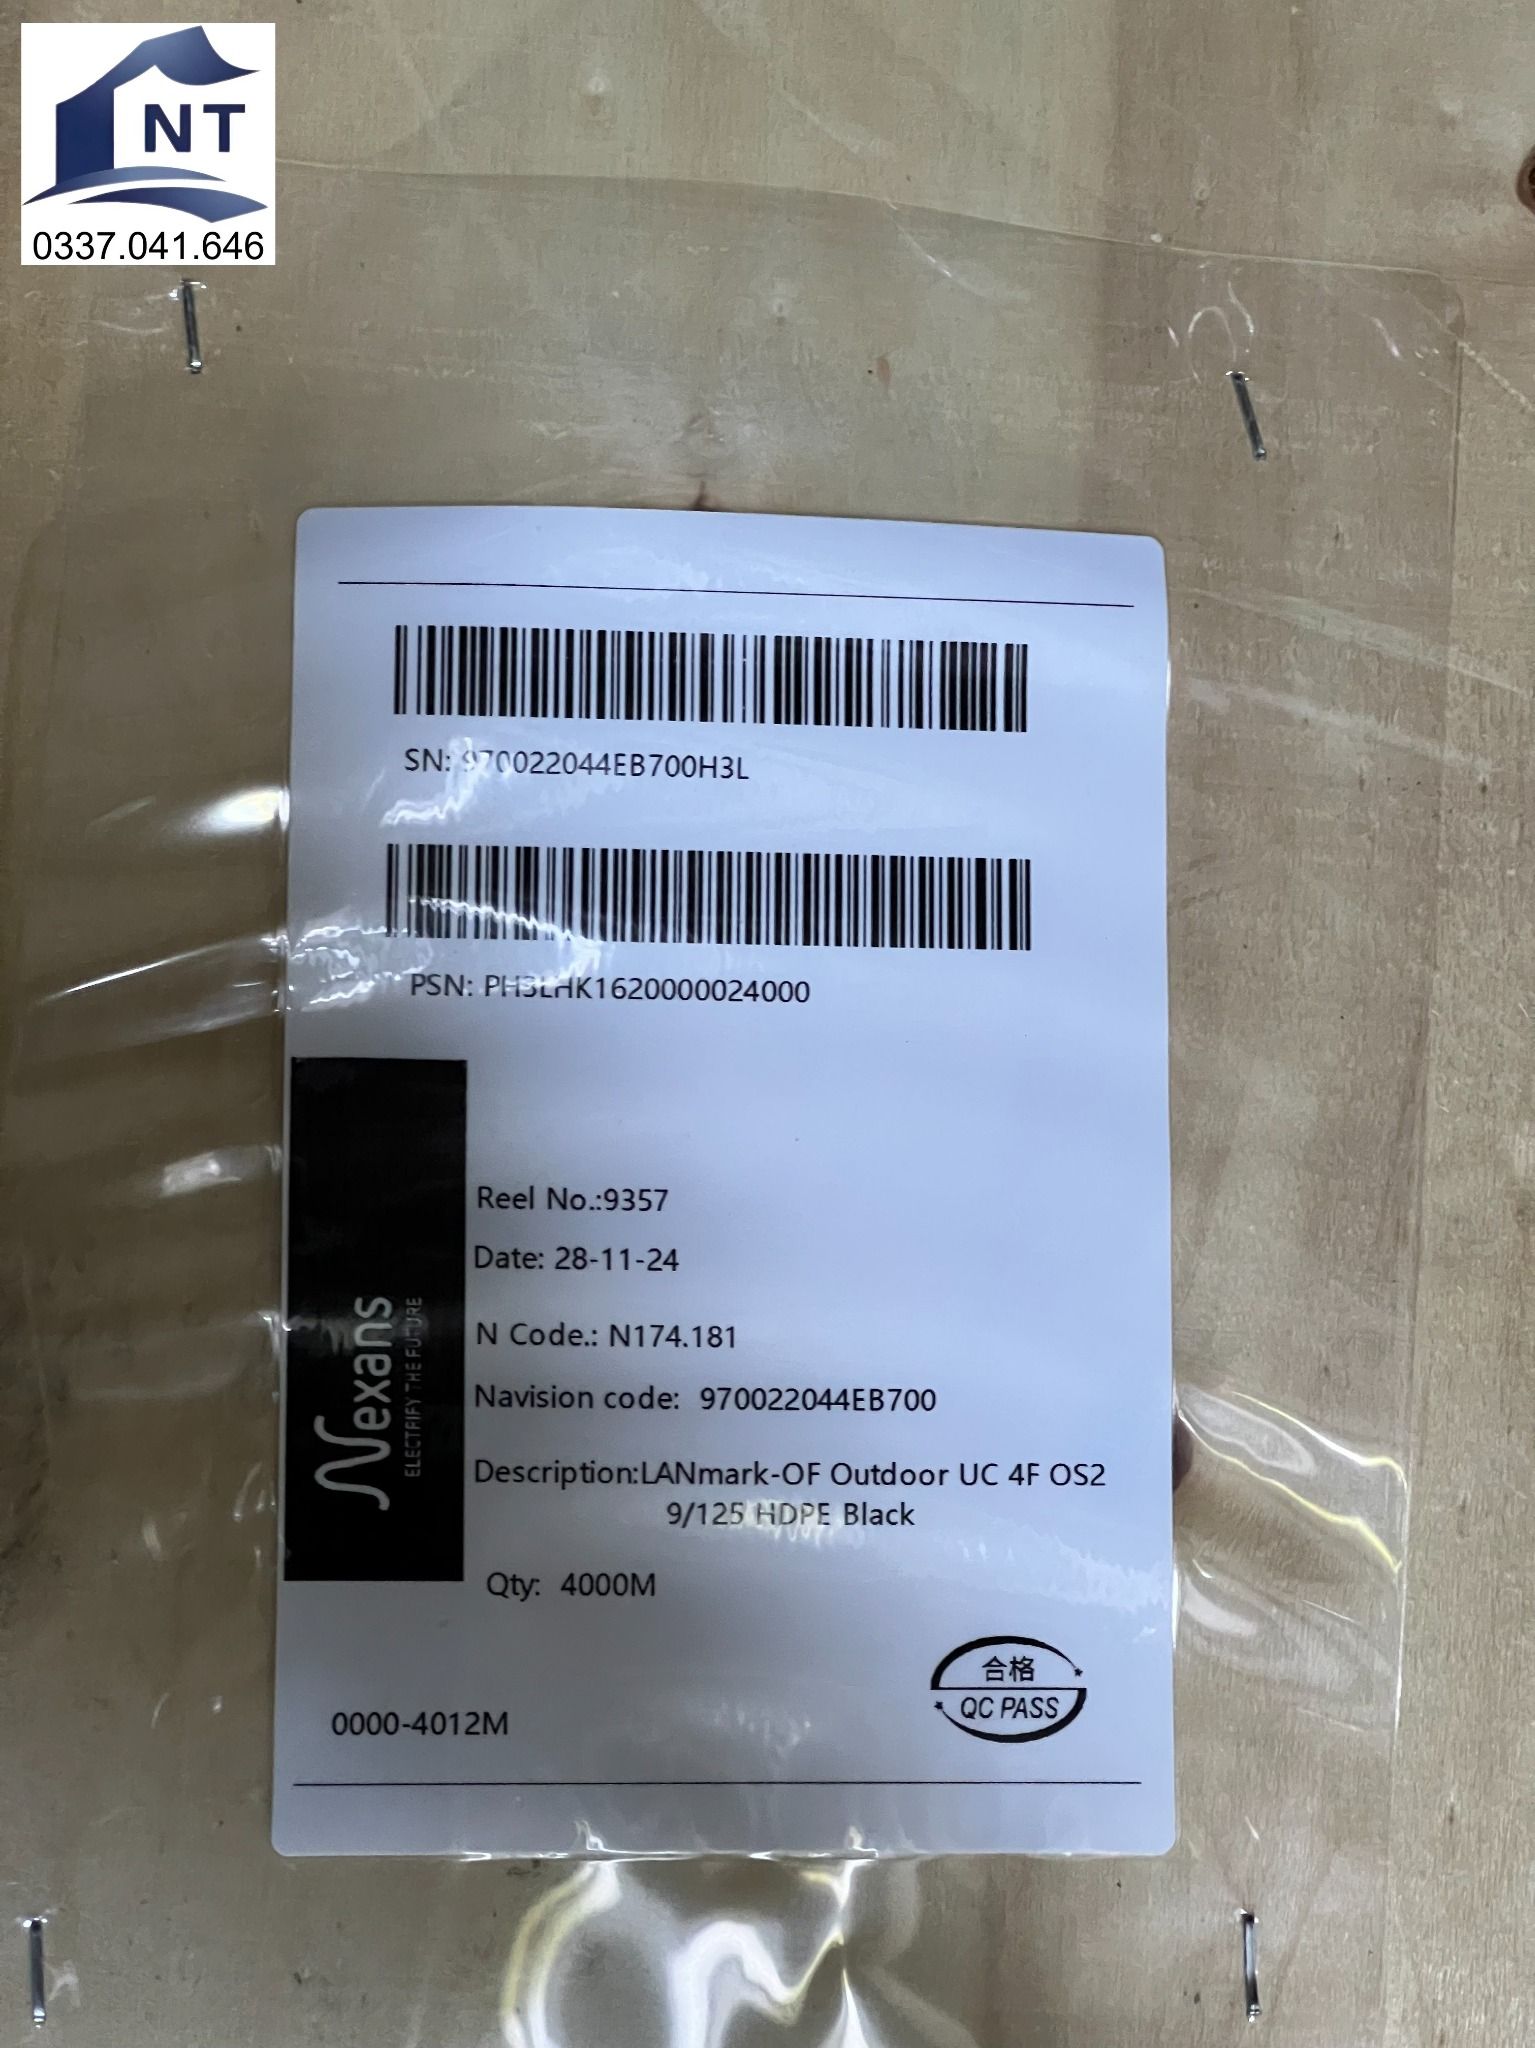 NT
0337.041.646
SN: 970022044EB700H3L
PSN: PH3LHK1620000024000
Nexans
ELECTRIFY THE FUTURE
Reel No.:9357
Date: 28-11-24
N Code.: N174.181
Navision code: 970022044EB700
Description:LANmark-OF Outdoor UC 4F OS2
9/125 HDPE Black
Qty: 4000M
合格
QC PASS
0000-4012M